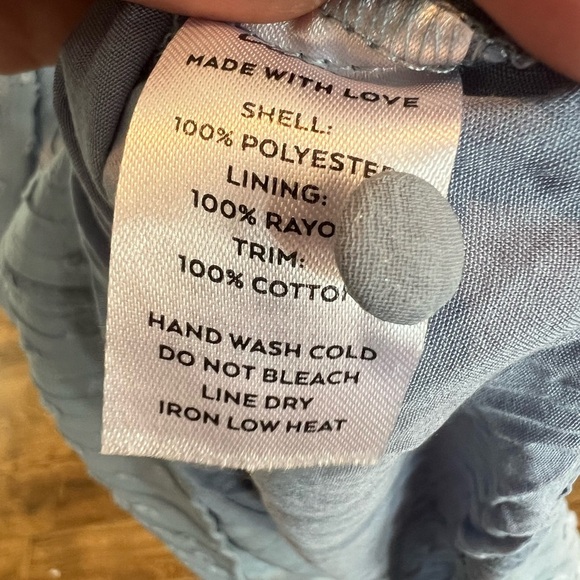 MADE WITH LOVE
SHELL:
100% POLYESTE
LINING:
100% RAYO
TRIM:
100% COTTO
HAND WASH COLD
DO NOT BLEACH
LINE DRY
IRON LOW HEAT